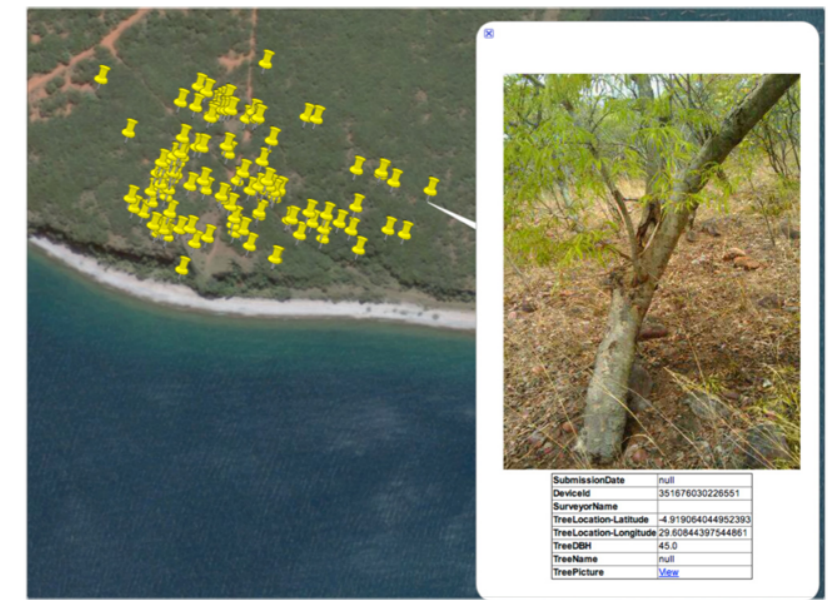 SubmissionDate null
DeviceId 351676030226551
SurveyorName
TreeLocation-Latitude -4.919064044952393
TreeLocation-Longitude 29.60844397544861
TreeDBH 45.0
TreeName null
TreePicture View